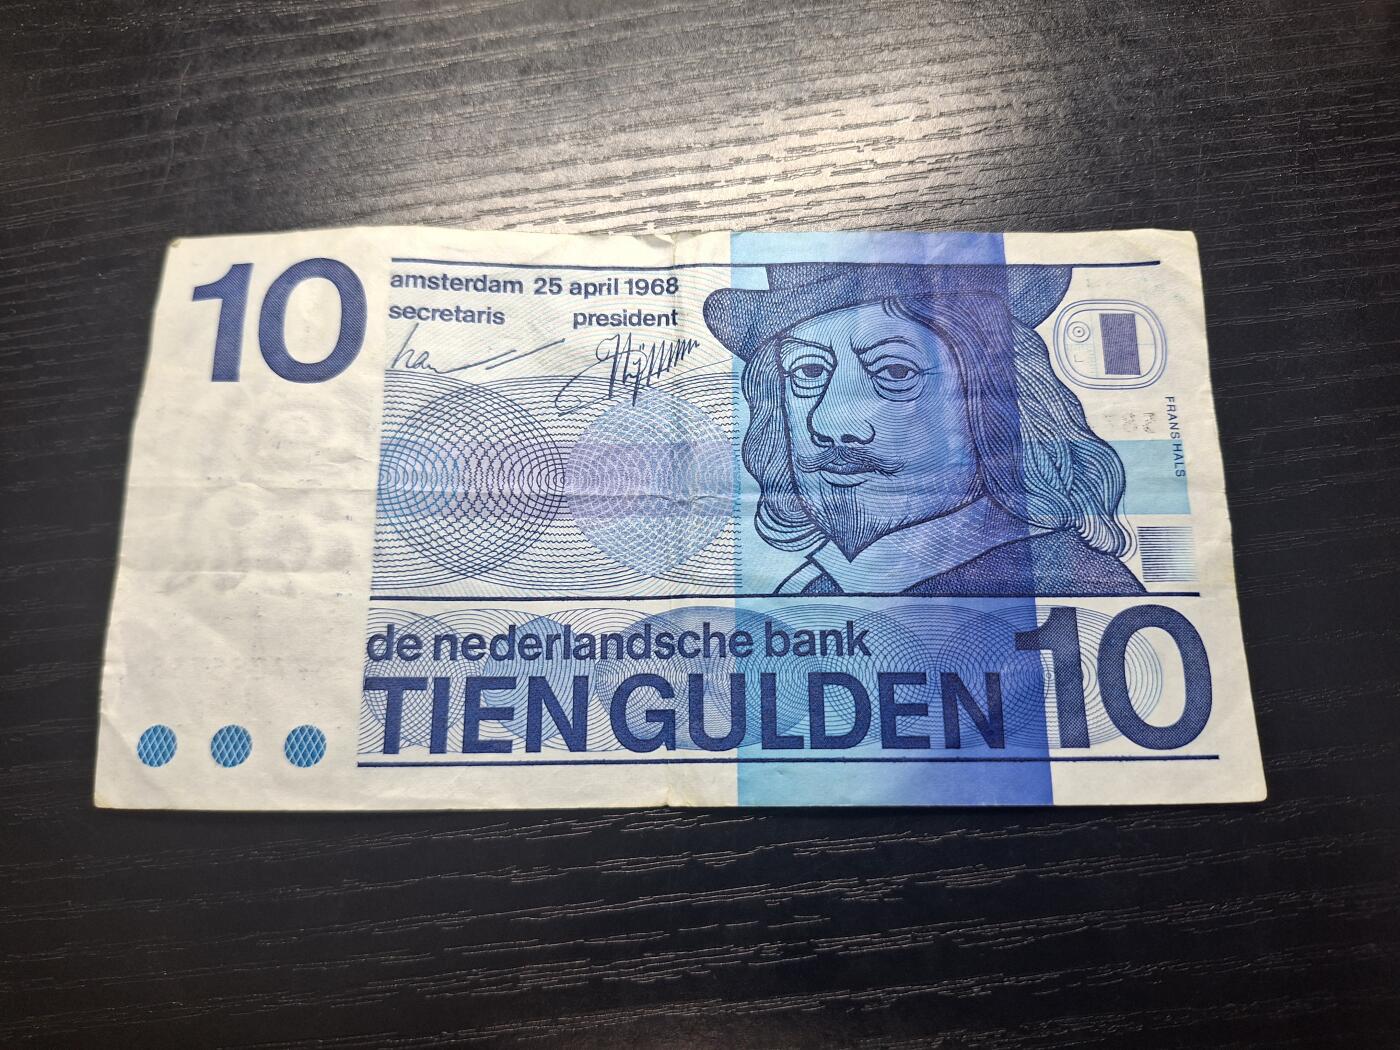 10
amsterdam 25 april 1968
secretaris president
FRANS HALS
de nederlandsche bank
TIEN GULDEN 10